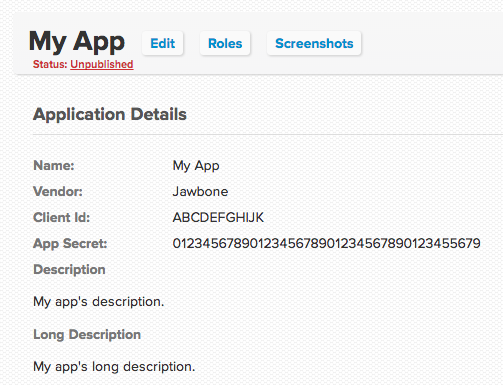 My App Edit Roles Screenshots
Status: Unpublished
Application Details
Name: My App
Vendor: Jawbone
Client Id: ABCDEFGHIJK
App Secret: 0123456789012345678901234567890123455679
Description
My app's description.
Long Description
My app's long description.